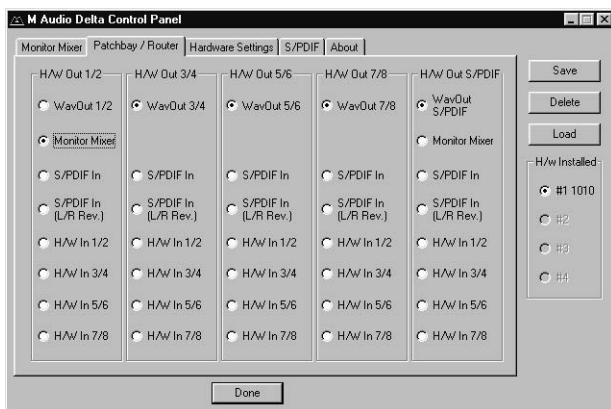 M Audio Delta Control Panel
Monitor Mixer Patchbay / Router Hardware Settings S/PDIF About
H/W Out 1/2
WavOut 1/2
Monitor Mixer
S/PDIF In
S/PDIF In
(L/R Rev.)
H/W In 1/2
H/W In 3/4
H/W In 5/6
H/W In 7/8
H/W Out 3/4
WavOut 3/4
S/PDIF In
S/PDIF In
(L/R Rev.)
H/W In 1/2
H/W In 3/4
H/W In 5/6
H/W In 7/8
H/W Out 5/6
WavOut 5/6
S/PDIF In
S/PDIF In
(L/R Rev.)
H/W In 1/2
H/W In 3/4
H/W In 5/6
H/W In 7/8
H/W Out 7/8
WavOut 7/8
S/PDIF In
S/PDIF In
(L/R Rev.)
H/W In 1/2
H/W In 3/4
H/W In 5/6
H/W In 7/8
H/W Out S/PDIF
WavOut
S/PDIF
Monitor Mixer
S/PDIF In
S/PDIF In
(L/R Rev.)
H/W In 1/2
H/W In 3/4
H/W In 5/6
H/W In 7/8
Save
Delete
Load
H/w Installed
#1 1010
#2
#3
#4
Done